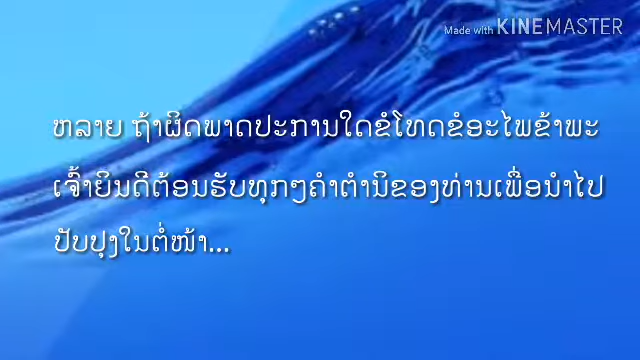 Made with KINEMASTER
ຫລາຍ ຖ້າຜິດພາດປະການໃດຂໍໂທດຂໍອະໄພຂ້າພະ
ເຈົ້າຍິນດີຕ້ອນຮັບທຸກໆຄຳຕຳນິຂອງທ່ານເພື່ອນຳໄປ
ປັບປຸງໃນຕໍ່ໜ້າ...